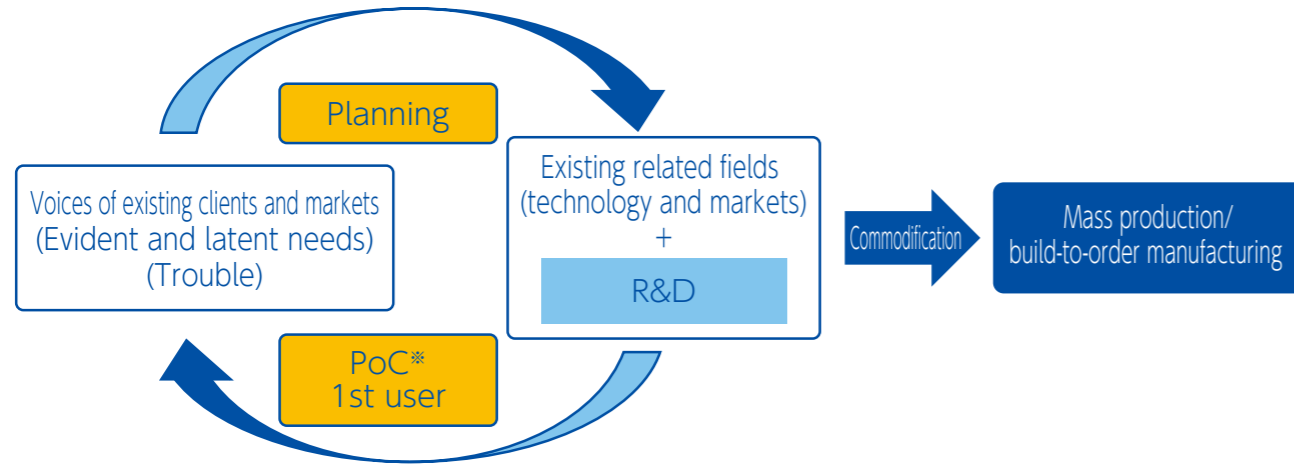 Planning
Voices of existing clients and markets
(Evident and latent needs)
(Trouble)
Existing related fields
(technology and markets)
+
R&D
Commodification
Mass production/
build-to-order manufacturing
PoC※
1st user